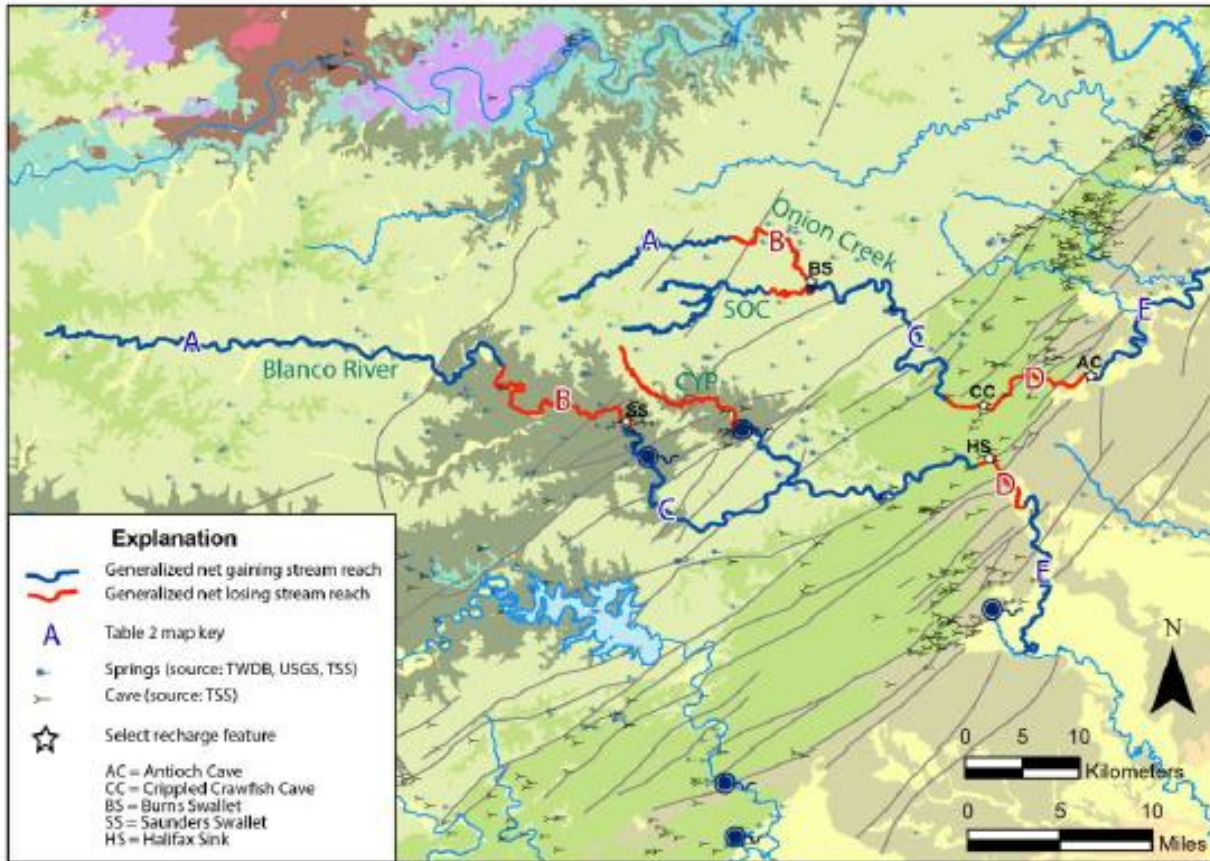 A
B
Onion Creek
BS
SOC
C
A
Blanco River
B
SS
CYP
CC
D
AC
E
HS
D
C
E
Explanation
Generalized net gaining stream reach
Generalized net losing stream reach
A
Table 2 map key
Springs (source: TWDB, USGS, TSS)
Cave (source: TSS)
Select recharge feature
AC = Antioch Cave
CC = Crippled Crawfish Cave
BS = Burns Swallet
SS = Saunders Swallet
HS = Halifax Sink
N
0 5 10
Kilometers
0 5 10
Miles